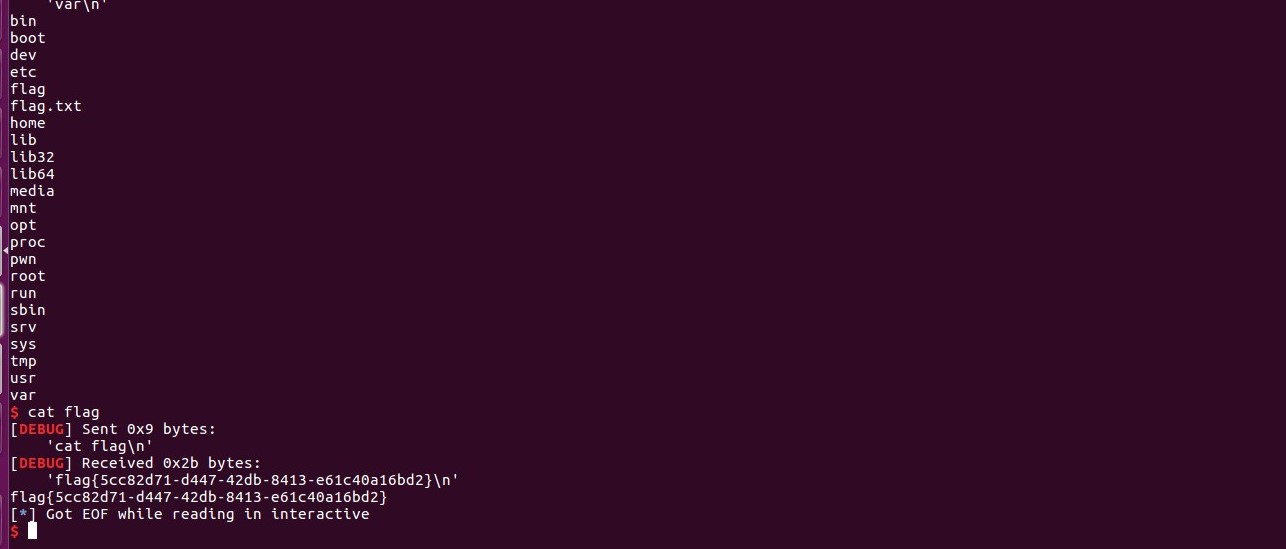 'var\n'
bin
boot
dev
etc
flag
flag.txt
home
lib
lib32
lib64
media
mnt
opt
proc
pwn
root
run
sbin
srv
sys
tmp
usr
var
$ cat flag
[DEBUG] Sent 0x9 bytes:
    'cat flag\n'
[DEBUG] Received 0x2b bytes:
    'flag{5cc82d71-d447-42db-8413-e61c40a16bd2}\n'
flag{5cc82d71-d447-42db-8413-e61c40a16bd2}
[*] Got EOF while reading in interactive
$